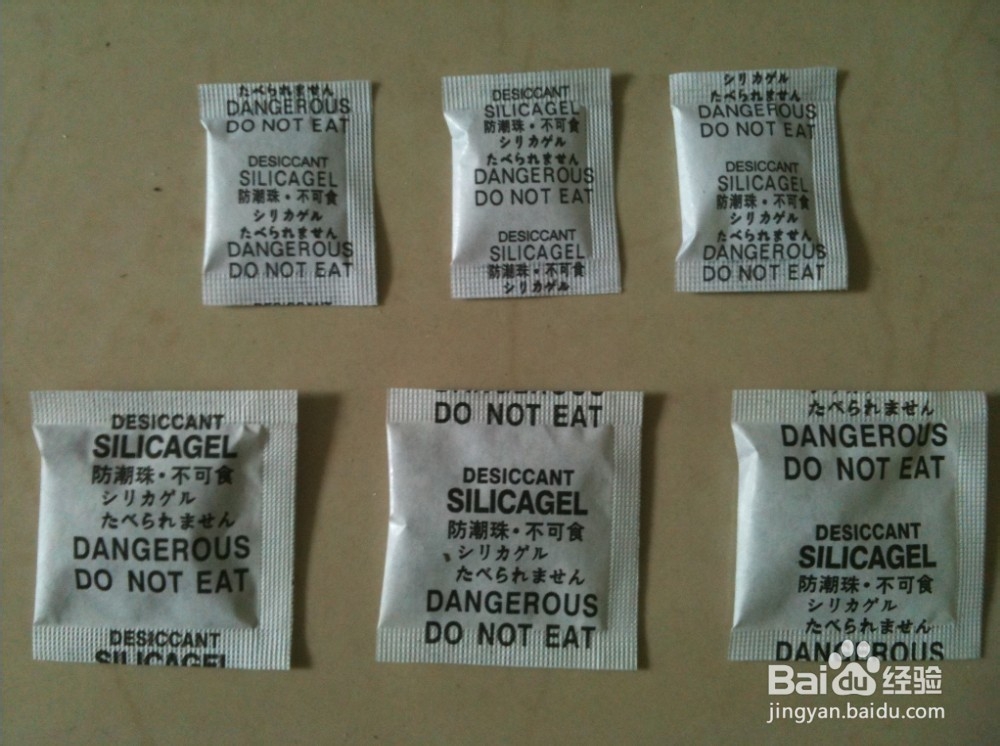 たべられません
DANGEROUS
DO NOT EAT
DESICCANT
SILICAGEL
防潮珠・不可食
シリカゲル
たべられません
DANGEROUS
DO NOT EAT
DESICCANT
DESICCANT
SILICAGEL
防潮珠・不可食
シリカゲル
たべられません
DANGEROUS
DO NOT EAT
DESICCANT
SILICAGEL
防潮珠・不可食
シリカゲル
シリカゲル
たべられません
DANGEROUS
DO NOT EAT
DESICCANT
SILICAGEL
防潮珠・不可食
シリカゲル
たべられません
DANGEROUS
DO NOT EAT
DESICCANT
SILICAGEL
防潮珠・不可食
シリカゲル
たべられません
DANGEROUS
DO NOT EAT
DESICCANT
SILICAGEL
DANGEROUS
DO NOT EAT
DESICCANT
SILICAGEL
防潮珠・不可食
シリカゲル
たべられません
DANGEROUS
DO NOT EAT
たべられません
DANGEROUS
DO NOT EAT
DESICCANT
SILICAGEL
防潮珠・不可食
シリカゲル
たべられません
DANGEROUS
Baidu经验
jingyan.baidu.com